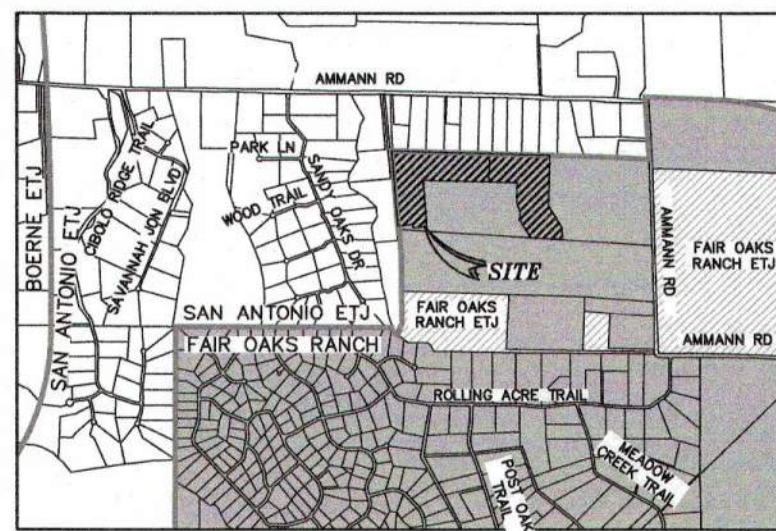 AMMANN RD
PARK LN
CIBOLO RIDGE TRAIL
SAVANNAH JON BLVD
WOOD TRAIL
SANDY OAKS DR
BOERNE ETJ
SAN ANTONIO ETJ
SITE
AMMANN RD
FAIR OAKS
RANCH ETJ
SAN ANTONIO ETJ
FAIR OAKS RANCH
FAIR OAKS
RANCH ETJ
AMMANN RD
ROLLING ACRE TRAIL
POST OAK
TRAIL
MEADOW
CREEK TRAIL